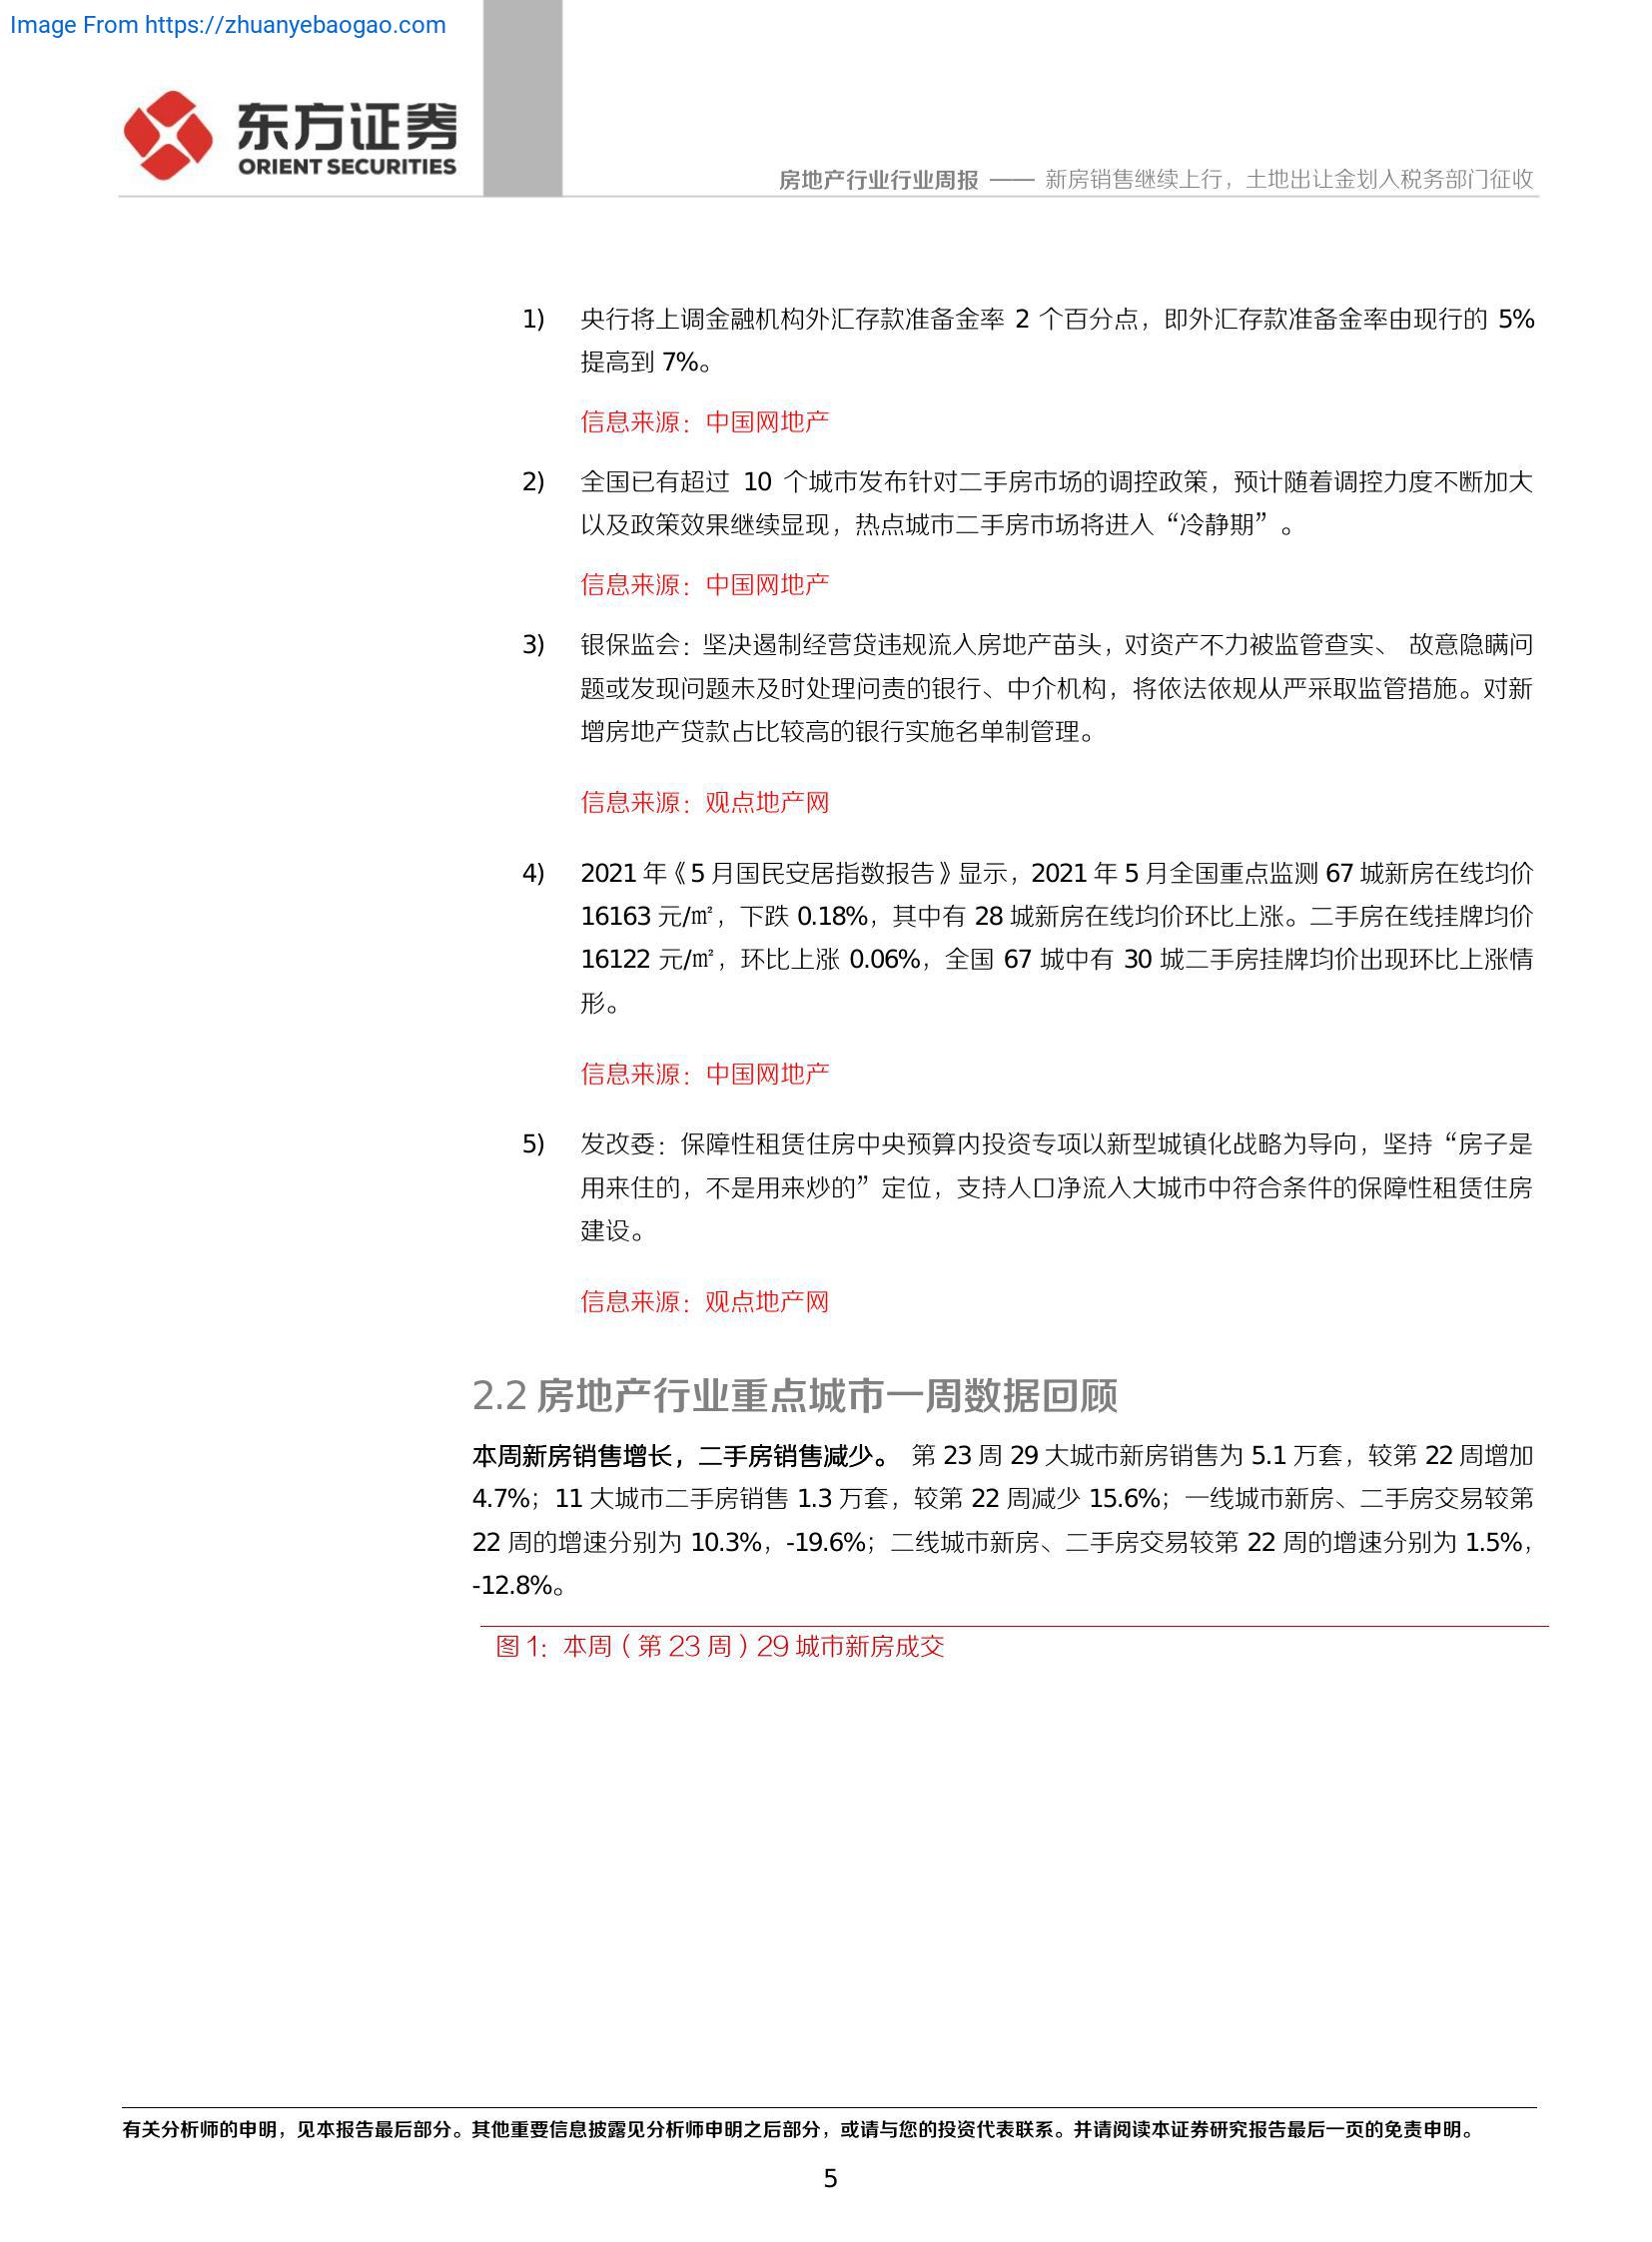 Image From https://zhuanyebaogao.com
东方证券
ORIENT SECURITIES
房地产行业行业周报 —— 新房销售继续上行，土地出让金划入税务部门征收
1) 央行将上调金融机构外汇存款准备金率 2 个百分点，即外汇存款准备金率由现行的 5%
提高到 7%。
信息来源：中国网地产
2) 全国已有超过 10 个城市发布针对二手房市场的调控政策，预计随着调控力度不断加大
以及政策效果继续显现，热点城市二手房市场将进入“冷静期”。
信息来源：中国网地产
3) 银保监会：坚决遏制经营贷违规流入房地产苗头，对资产不力被监管查实、 故意隐瞒问
题或发现问题未及时处理问责的银行、中介机构，将依法依规从严采取监管措施。对新
增房地产贷款占比较高的银行实施名单制管理。
信息来源：观点地产网
4) 2021 年《5 月国民安居指数报告》显示，2021 年 5 月全国重点监测 67 城新房在线均价
16163 元/㎡，下跌 0.18%，其中有 28 城新房在线均价环比上涨。二手房在线挂牌均价
16122 元/㎡，环比上涨 0.06%，全国 67 城中有 30 城二手房挂牌均价出现环比上涨情
形。
信息来源：中国网地产
5) 发改委：保障性租赁住房中央预算内投资专项以新型城镇化战略为导向，坚持“房子是
用来住的，不是用来炒的”定位，支持人口净流入大城市中符合条件的保障性租赁住房
建设。
信息来源：观点地产网
2.2 房地产行业重点城市一周数据回顾
本周新房销售增长，二手房销售减少。 第 23 周 29 大城市新房销售为 5.1 万套，较第 22 周增加
4.7%；11 大城市二手房销售 1.3 万套，较第 22 周减少 15.6%；一线城市新房、二手房交易较第
22 周的增速分别为 10.3%，-19.6%；二线城市新房、二手房交易较第 22 周的增速分别为 1.5%，
-12.8%。
图 1：本周（第 23 周）29 城市新房成交
有关分析师的申明，见本报告最后部分。其他重要信息披露见分析师申明之后部分，或请与您的投资代表联系。并请阅读本证券研究报告最后一页的免责申明。
5